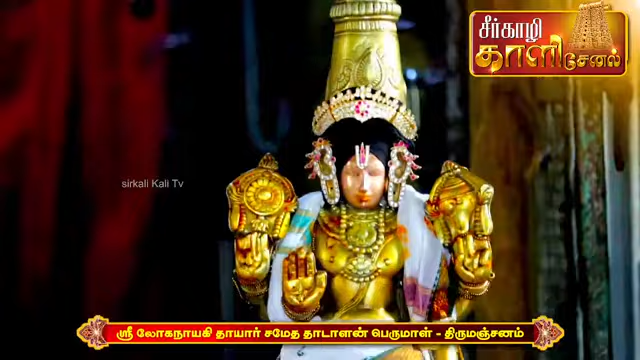 சீர்காழி
காளி சேனல்
sirkali Kali Tv
ஸ்ரீ லோகநாயகி தாயார் சமேத தாடாளன் பெருமாள் - திருமஞ்சனம்